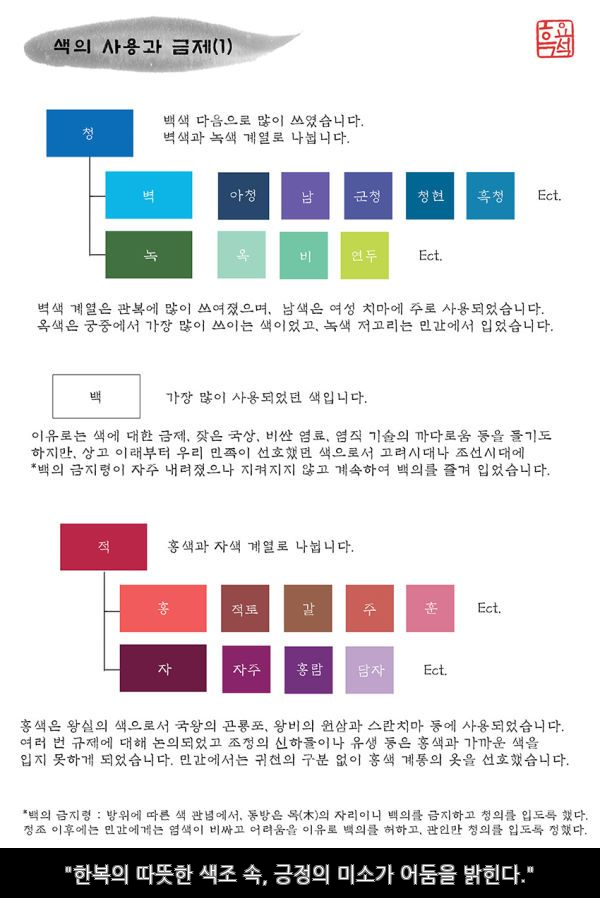 색의 사용과 금제(1)
흐유
ㄱ석
청
백색 다음으로 많이 쓰였습니다.
벽색과 녹색 계열로 나뉩니다.
벽 아청 남 군청 청현 흑청 Ect.
녹 옥 비 연두 Ect.
벽색 계열은 관복에 많이 쓰여졌으며, 남색은 여성 치마에 주로 사용되었습니다.
옥색은 궁중에서 가장 많이 쓰이는 색이었고, 녹색 저고리는 민간에서 입었습니다.
백
가장 많이 사용되었던 색입니다.
이유로는 색에 대한 금제, 잦은 국상, 비싼 염료, 염직 기술의 까다로움 등을 들기도
하지만, 상고 이래부터 우리 민족이 선호했던 색으로서 고려시대나 조선시대에
*백의 금지령이 자주 내려졌으나 지켜지지 않고 계속하여 백의를 즐겨 입었습니다.
적
홍색과 자색 계열로 나뉩니다.
홍 적토 갈 주 훈 Ect.
자 자주 홍람 담자 Ect.
홍색은 왕실의 색으로서 국왕의 곤룡포, 왕비의 원삼과 스란치마 등에 사용되었습니다.
여러 번 규제에 대해 논의되었고 조정의 신하들이나 유생 등은 홍색과 가까운 색을
입지 못하게 되었습니다. 민간에서는 귀천의 구분 없이 홍색 계통의 옷을 선호했습니다.
*백의 금지령 : 방위에 따른 색 관념에서, 동방은 목(木)의 자리이니 백의를 금지하고 청의를 입도록 했다.
정조 이후에는 민간에게는 염색이 비싸고 어려움을 이유로 백의를 허하고, 관인만 청의를 입도록 정했다.
"한복의 따뜻한 색조 속, 긍정의 미소가 어둠을 밝힌다."